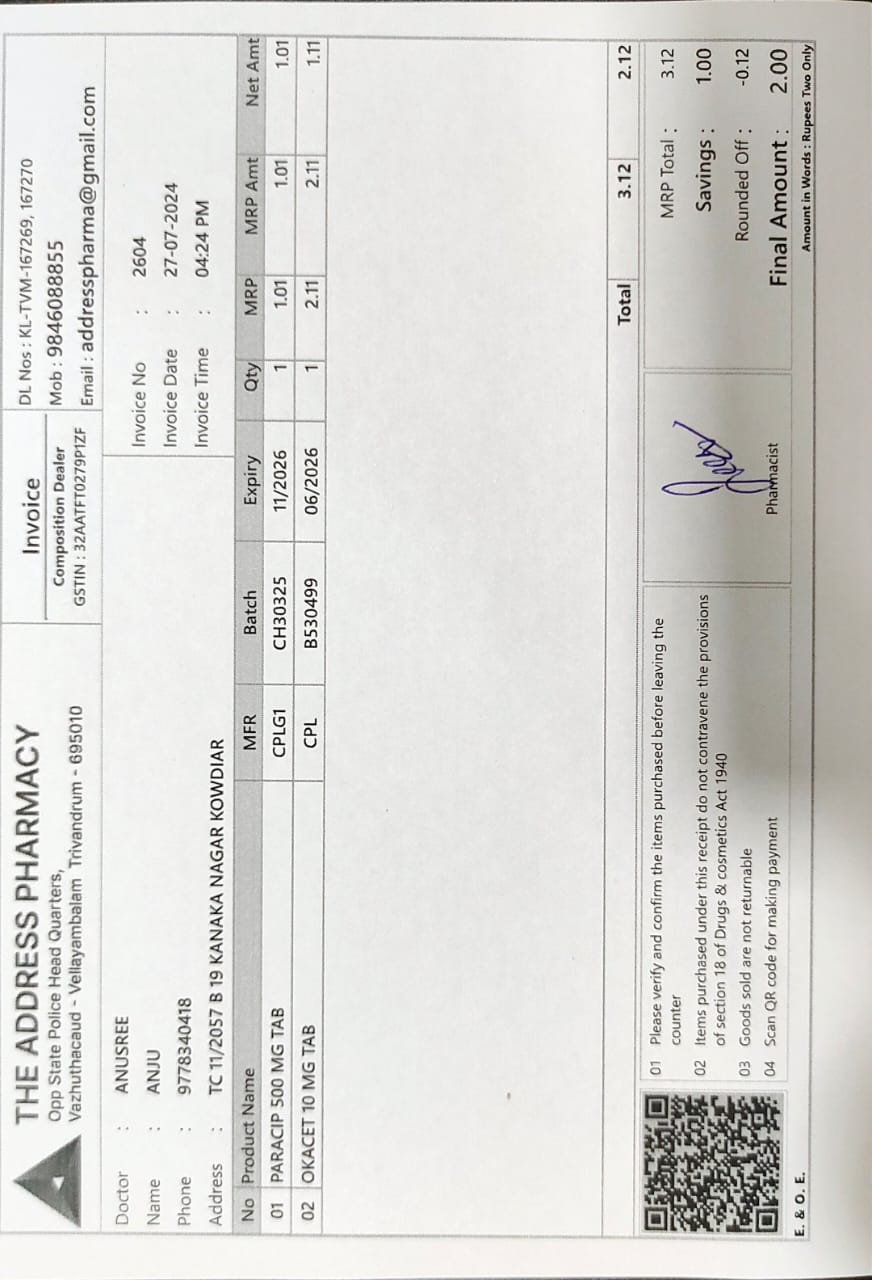 THE ADDRESS PHARMACY
Opp State Police Head Quarters,
Vazhuthacaud - Vellayambalam Trivandrum - 695010
Invoice
Composition Dealer
GSTIN : 32AATFT0279P1ZF
DL Nos : KL-TVM-167269, 167270
Mob : 9846088855
Email : addresspharma@gmail.com
Doctor : ANUSREE
Name : ANJU
Phone : 9778340418
Address : TC 11/2057 B 19 KANAKA NAGAR KOWDIAR
Invoice No : 2604
Invoice Date : 27-07-2024
Invoice Time : 04:24 PM
No Product Name MFR Batch Expiry Qty MRP MRP Amt Net Amt
01 PARACIP 500 MG TAB CPLG1 CH30325 11/2026 1 1.01 1.01 1.01
02 OKACET 10 MG TAB CPL B530499 06/2026 1 2.11 2.11 1.11
Total 3.12 2.12
01 Please verify and confirm the items purchased before leaving the
counter
02 Items purchased under this receipt do not contravene the provisions
of section 18 of Drugs & cosmetics Act 1940
03 Goods sold are not returnable
04 Scan QR code for making payment
Pharmacist
MRP Total : 3.12
Savings : 1.00
Rounded Off : -0.12
Final Amount : 2.00
E. & O. E.
Amount in Words : Rupees Two Only